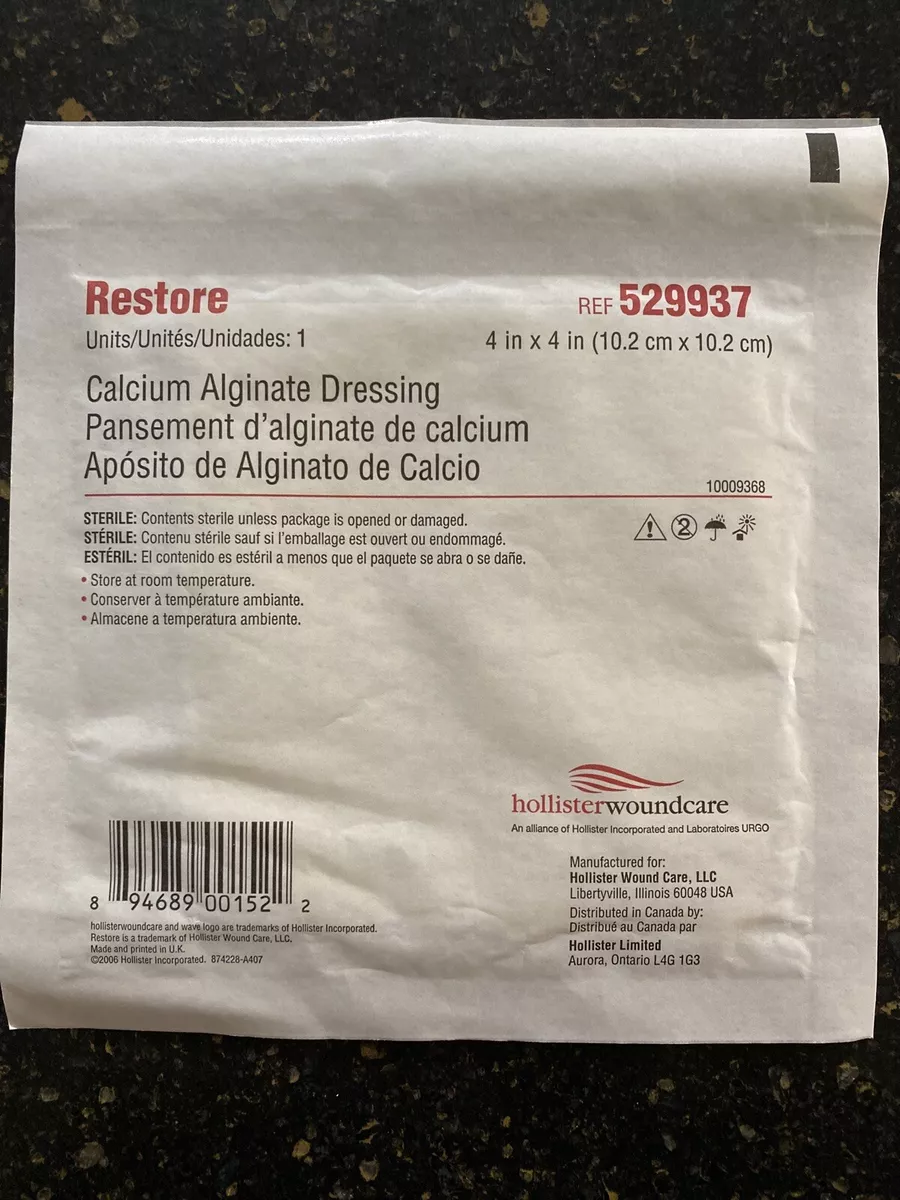 Restore
REF 529937
Units/Unités/Unidades: 1
4 in x 4 in (10.2 cm x 10.2 cm)
Calcium Alginate Dressing
Pansement d'alginate de calcium
Apósito de Alginato de Calcio
10009368
STERILE: Contents sterile unless package is opened or damaged.
STÉRILE: Contenu stérile sauf si l'emballage est ouvert ou endommagé.
ESTÉRIL: El contenido es estéril a menos que el paquete se abra o se dañe.
• Store at room temperature.
• Conserver à température ambiante.
• Almacene a temperatura ambiente.
2
hollisterwoundcare
An alliance of Hollister Incorporated and Laboratoires URGO
Manufactured for:
Hollister Wound Care, LLC
Libertyville, Illinois 60048 USA
Distributed in Canada by:
Distribué au Canada par
Hollister Limited
Aurora, Ontario L4G 1G3
8 94689 00152 2
hollisterwoundcare and wave logo are trademarks of Hollister Incorporated.
Restore is a trademark of Hollister Wound Care, LLC.
Made and printed in U.K.
©2006 Hollister Incorporated. 874228-A407